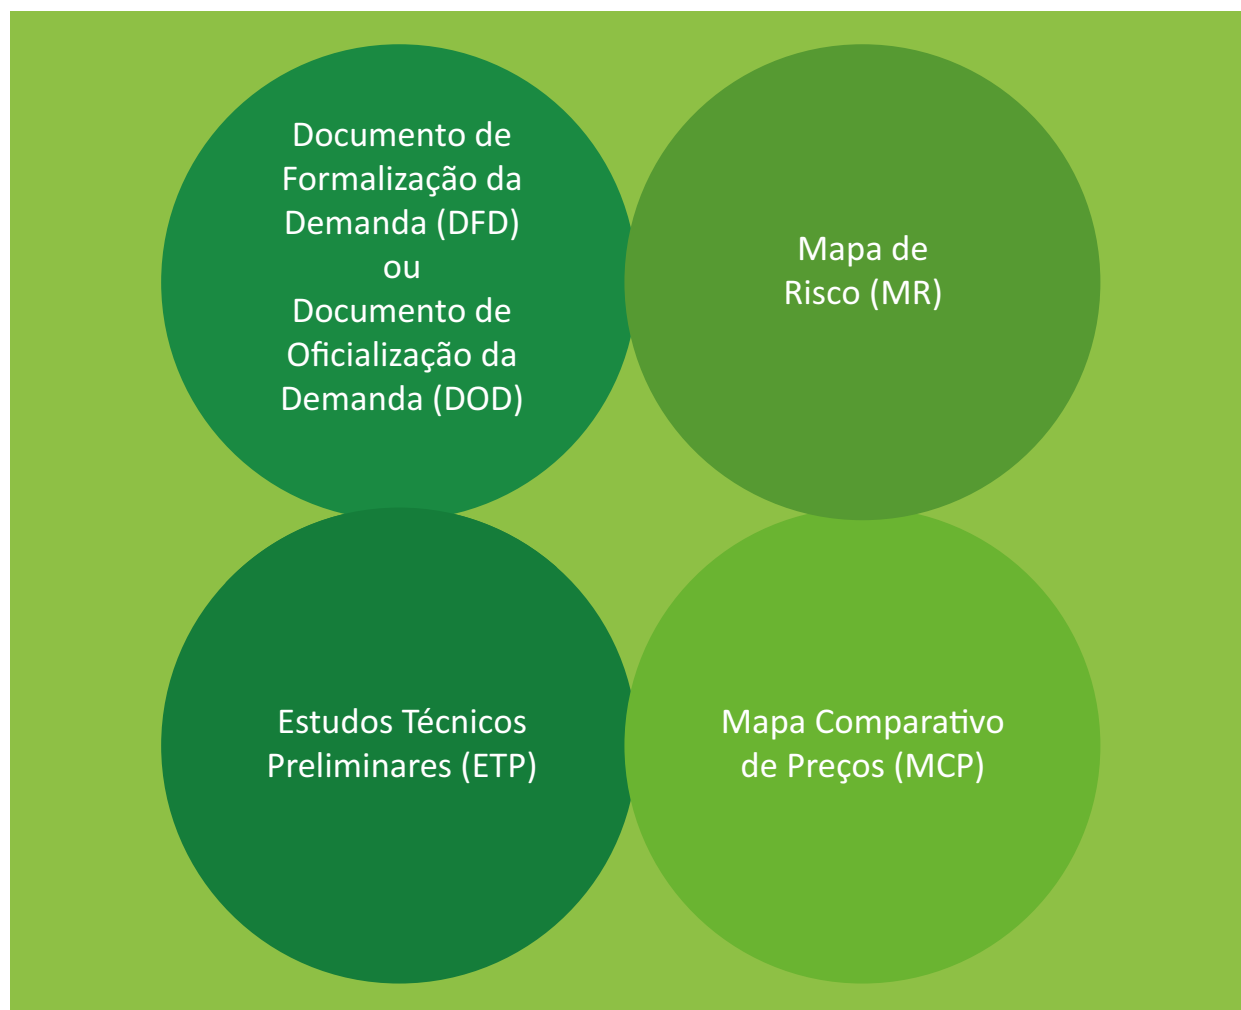 Documento de
Formalização da
Demanda (DFD)
ou
Documento de
Oficialização da
Demanda (DOD)
Mapa de
Risco (MR)
Estudos Técnicos
Preliminares (ETP)
Mapa Comparativo
de Preços (MCP)